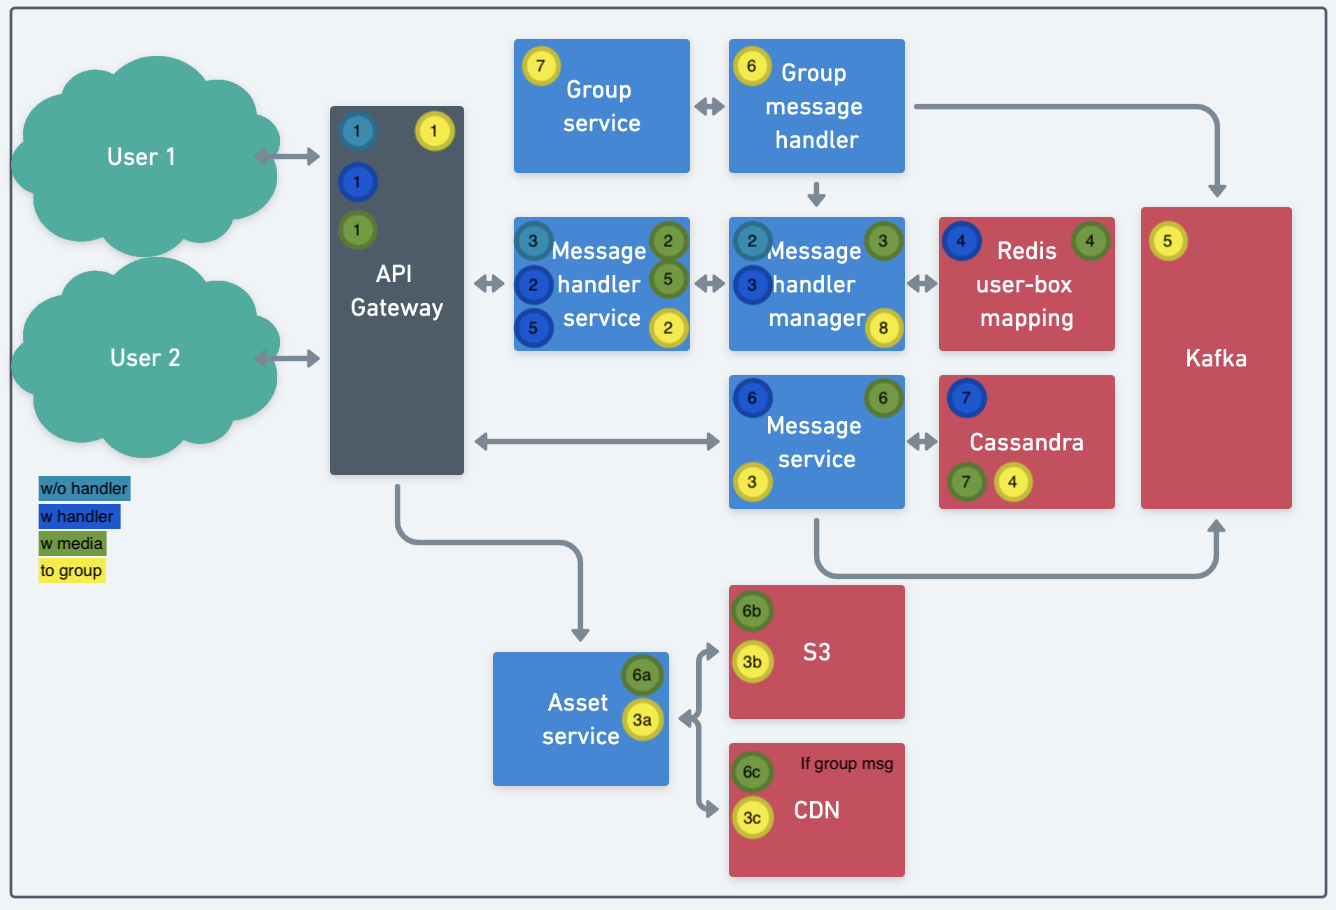 User 1
User 2
w/o handler
w handler
w media
to group
1
1
1
1
API
Gateway
7
Group
service
6
Group
message
handler
3
2
5
2
5
2
Message
handler
service
2
3
3
8
Message
handler
manager
4
4
Redis
user-box
mapping
5
Kafka
6
6
3
Message
service
7
7
4
Cassandra
6a
3a
Asset
service
6b
3b
S3
6c
3c
If group msg
CDN